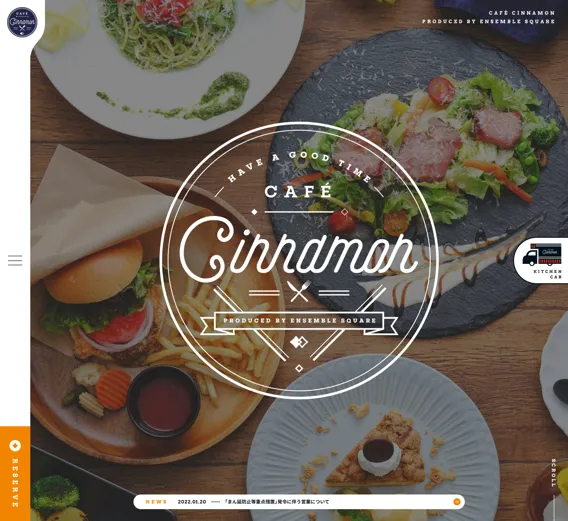 CAFÉ
Cinnamon
CAFÉ CINNAMON
PRODUCED BY ENSEMBLE SQUARE
HAVE A GOOD TIME
CAFÉ
Cinnamon
PRODUCED BY ENSEMBLE SQUARE
KITCHEN
CAR
RESERVE
SCROLL
NEWS 2022.01.20 「まん延防止等重点措置」発令に伴う営業について